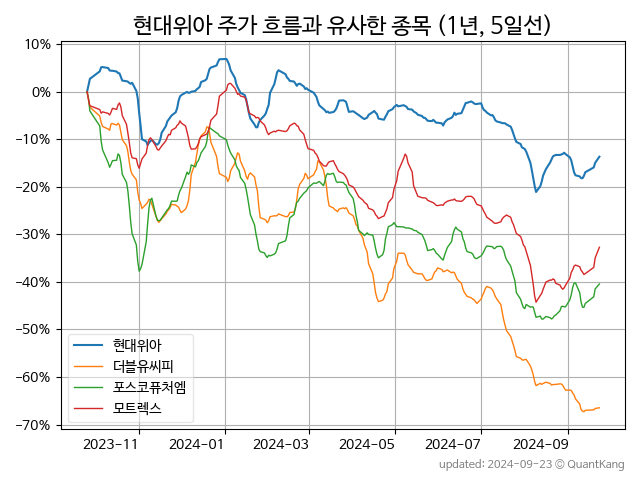 현대위아 주가 흐름과 유사한 종목 (1년, 5일선)
10%
0%
−10%
−20%
−30%
−40%
−50%
−60%
−70%
현대위아
더블유씨피
포스코퓨처엠
모트렉스
2023−11
2024−01
2024−03
2024−05
2024−07
2024−09
updated: 2024-09-23 © QuantKang